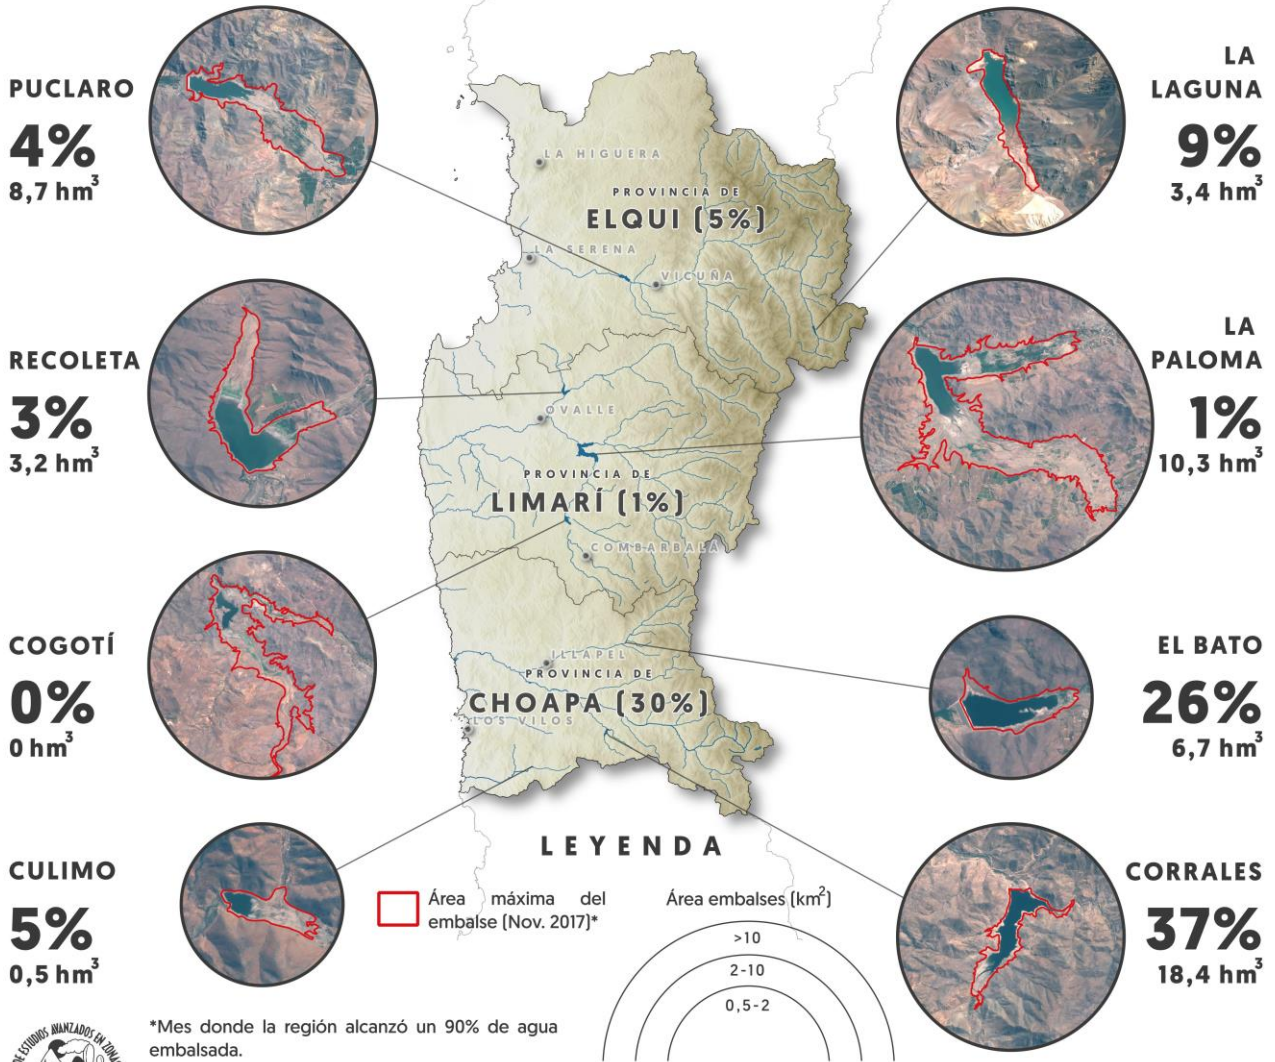 PUCLARO
4%
8,7 hm³
RECOLETA
3%
3,2 hm³
COGOTÍ
0%
0 hm³
CULIMO
5%
0,5 hm³
LA HIGUERA
PROVINCIA DE
ELQUI (5%)
LA SERENA
VICUÑA
OVALLE
PROVINCIA DE
LIMARÍ (1%)
COMBARBALÁ
ILLAPEL
PROVINCIA DE
CHOAPA (30%)
LOS VILOS
LA
LAGUNA
9%
3,4 hm³
LA
PALOMA
1%
10,3 hm³
EL BATO
26%
6,7 hm³
CORRALES
37%
18,4 hm³
LEYENDA
Área máxima del
embalse (Nov. 2017)*
Área embalses (km²)
>10
2-10
0,5-2
*Mes donde la región alcanzó un 90% de agua
embalsada.
ESTUDIOS AVANZADOS EN